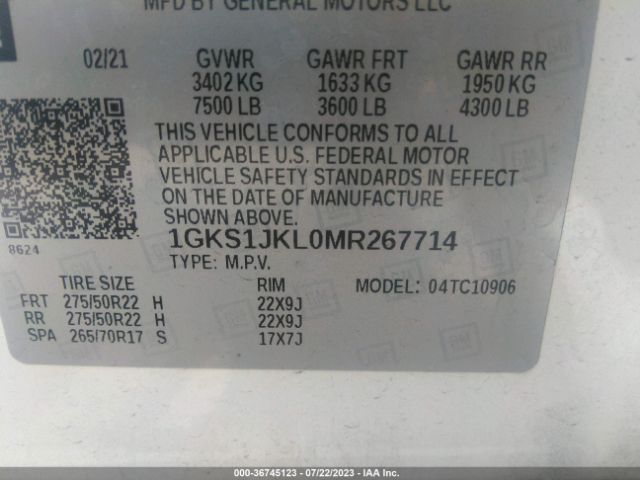 MFD BY GENERAL MOTORS LLC
02/21 GVWR GAWR FRT GAWR RR
3402 KG 1633 KG 1950 KG
7500 LB 3600 LB 4300 LB
THIS VEHICLE CONFORMS TO ALL
APPLICABLE U.S. FEDERAL MOTOR
VEHICLE SAFETY STANDARDS IN EFFECT
ON THE DATE OF MANUFACTURE
SHOWN ABOVE.
8624
1GKS1JKL0MR267714
TYPE: M.P.V.
TIRE SIZE RIM MODEL: 04TC10906
FRT 275/50R22 H 22X9J
RR 275/50R22 H 22X9J
SPA 265/70R17 S 17X7J
000-36745123 - 07/22/2023 - IAA Inc.